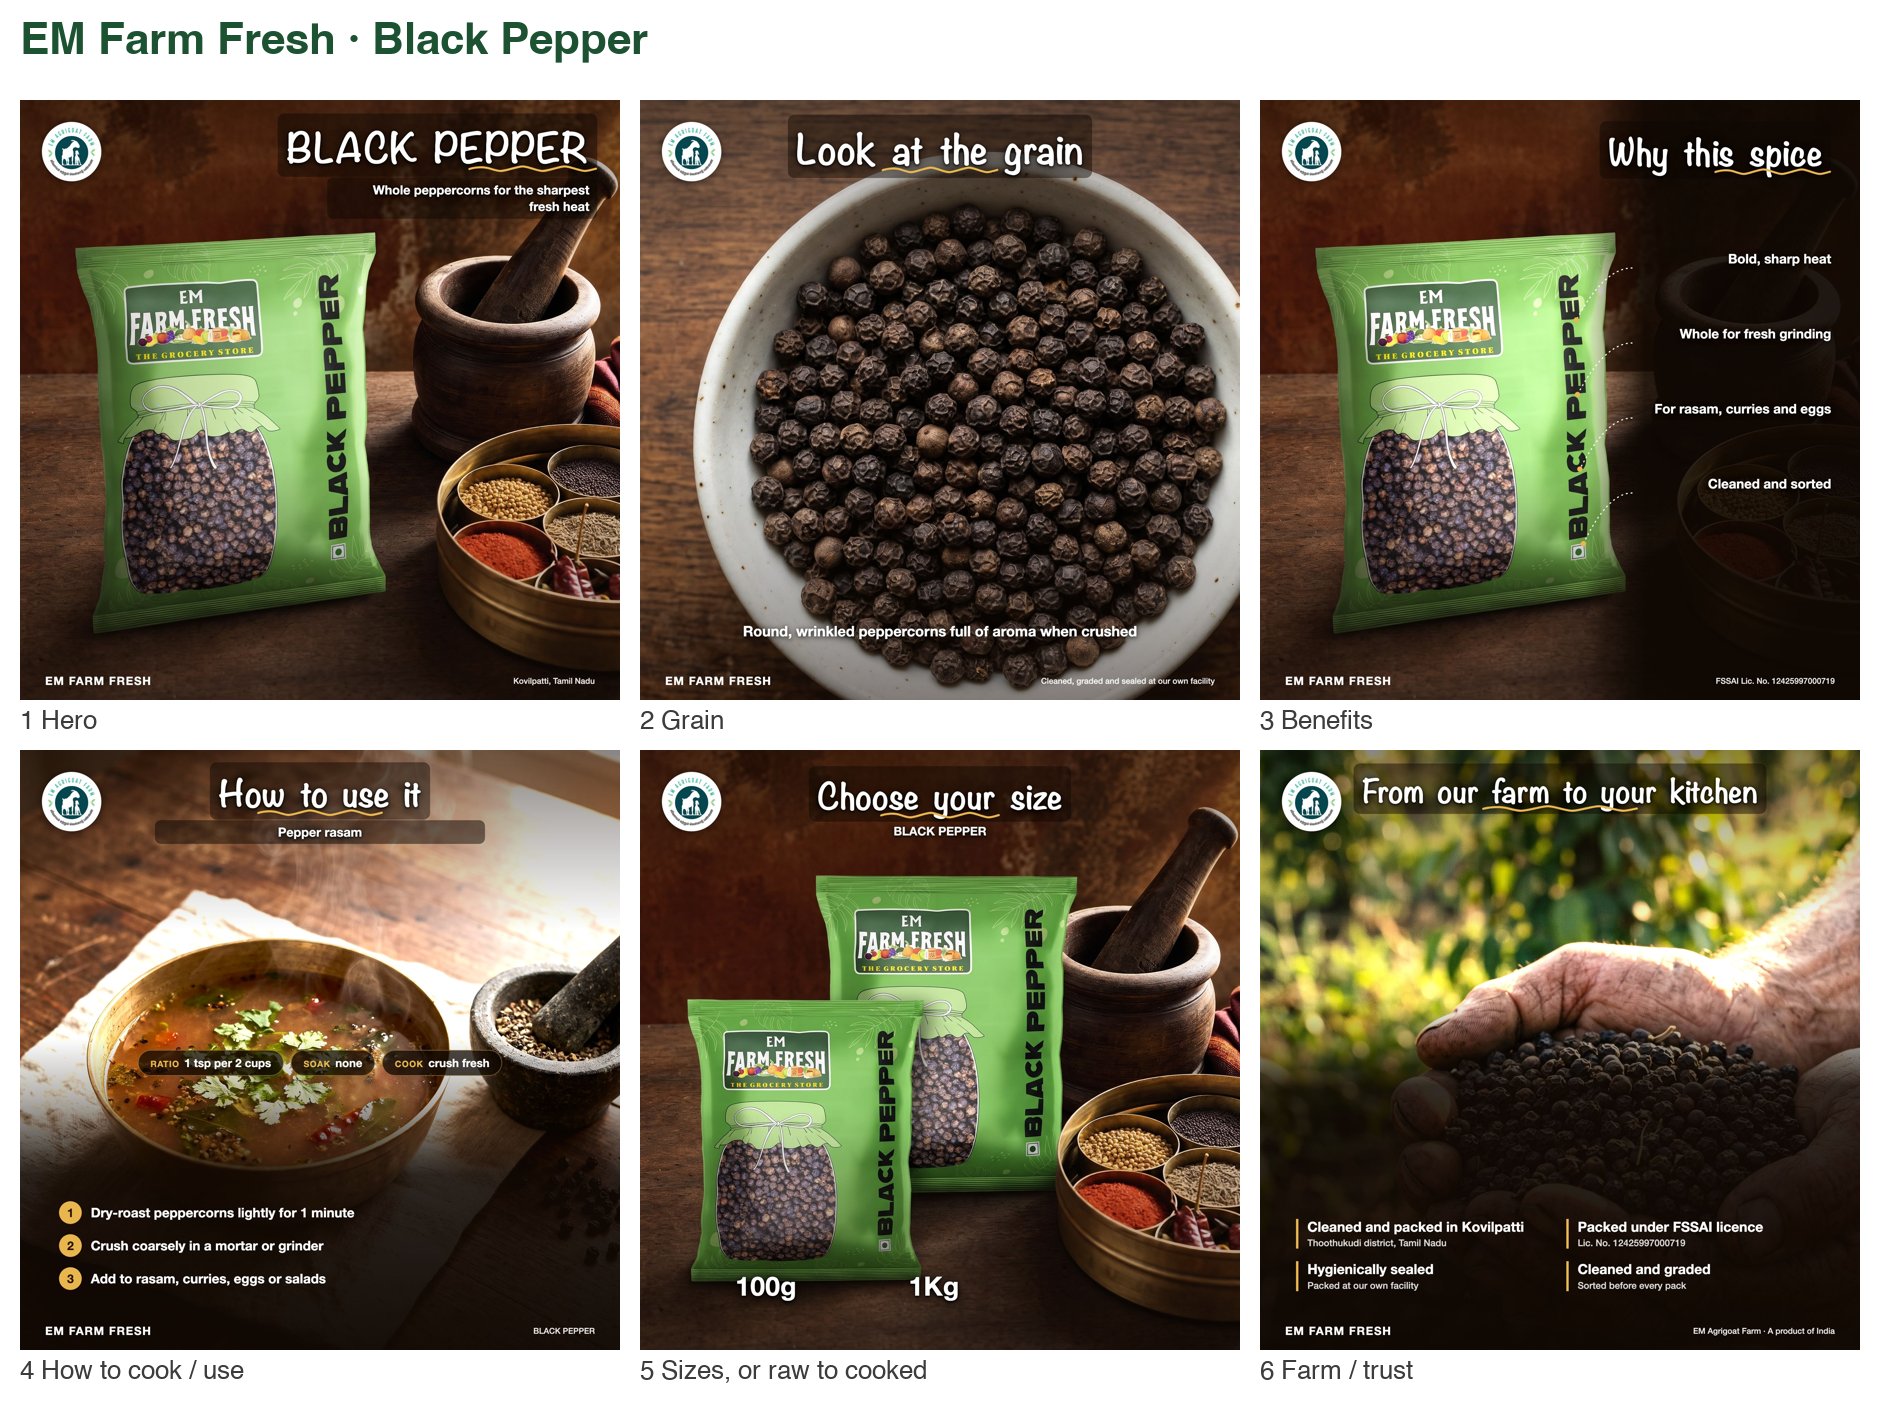 EM Farm Fresh · Black Pepper
BLACK PEPPER
Whole peppercorns for the sharpest
fresh heat
EM
FARM FRESH
THE GROCERY STORE
BLACK PEPPER
EM FARM FRESH
Kovilpatti, Tamil Nadu
1 Hero
Look at the grain
Round, wrinkled peppercorns full of aroma when crushed
EM FARM FRESH
Cleaned, graded and sealed at our own facility
2 Grain
Why this spice
EM
FARM FRESH
THE GROCERY STORE
BLACK PEPPER
Bold, sharp heat
Whole for fresh grinding
For rasam, curries and eggs
Cleaned and sorted
EM FARM FRESH
FSSAI Lic. No. 12425997000719
3 Benefits
How to use it
Pepper rasam
RATIO 1 tsp per 2 cups
SOAK none
COOK crush fresh
1 Dry-roast peppercorns lightly for 1 minute
2 Crush coarsely in a mortar or grinder
3 Add to rasam, curries, eggs or salads
EM FARM FRESH
BLACK PEPPER
4 How to cook / use
Choose your size
BLACK PEPPER
EM
FARM FRESH
THE GROCERY STORE
BLACK PEPPER
EM
FARM FRESH
THE GROCERY STORE
BLACK PEPPER
100g
1Kg
5 Sizes, or raw to cooked
From our farm to your kitchen
Cleaned and packed in Kovilpatti
Thoothukudi district, Tamil Nadu
Packed under FSSAI licence
Lic. No. 12425997000719
Hygienically sealed
Packed at our own facility
Cleaned and graded
Sorted before every pack
EM FARM FRESH
EM Agrigoat Farm · A product of India
6 Farm / trust